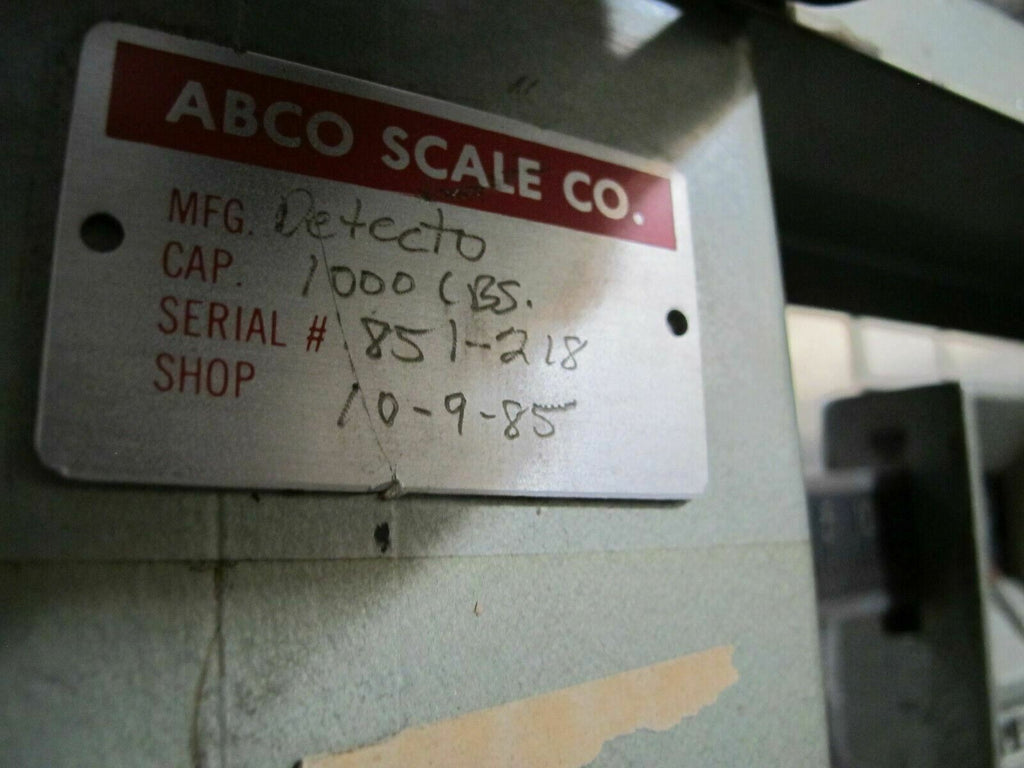 ABCO SCALE CO.
MFG. Detecto
CAP. 1000 LBS.
SERIAL # 851-218
SHOP 10-9-85